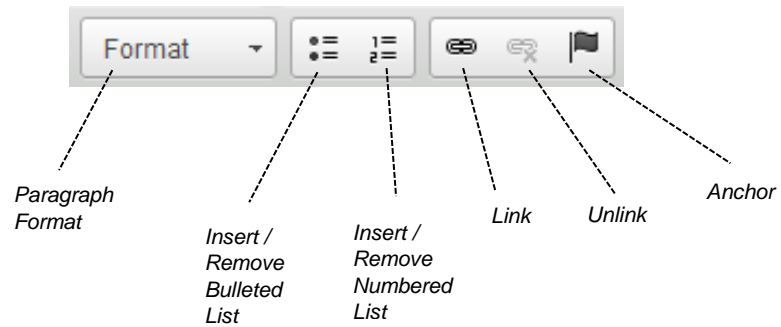 Format
Paragraph
Format
Insert /
Remove
Bulleted
List
Insert /
Remove
Numbered
List
Link
Unlink
Anchor